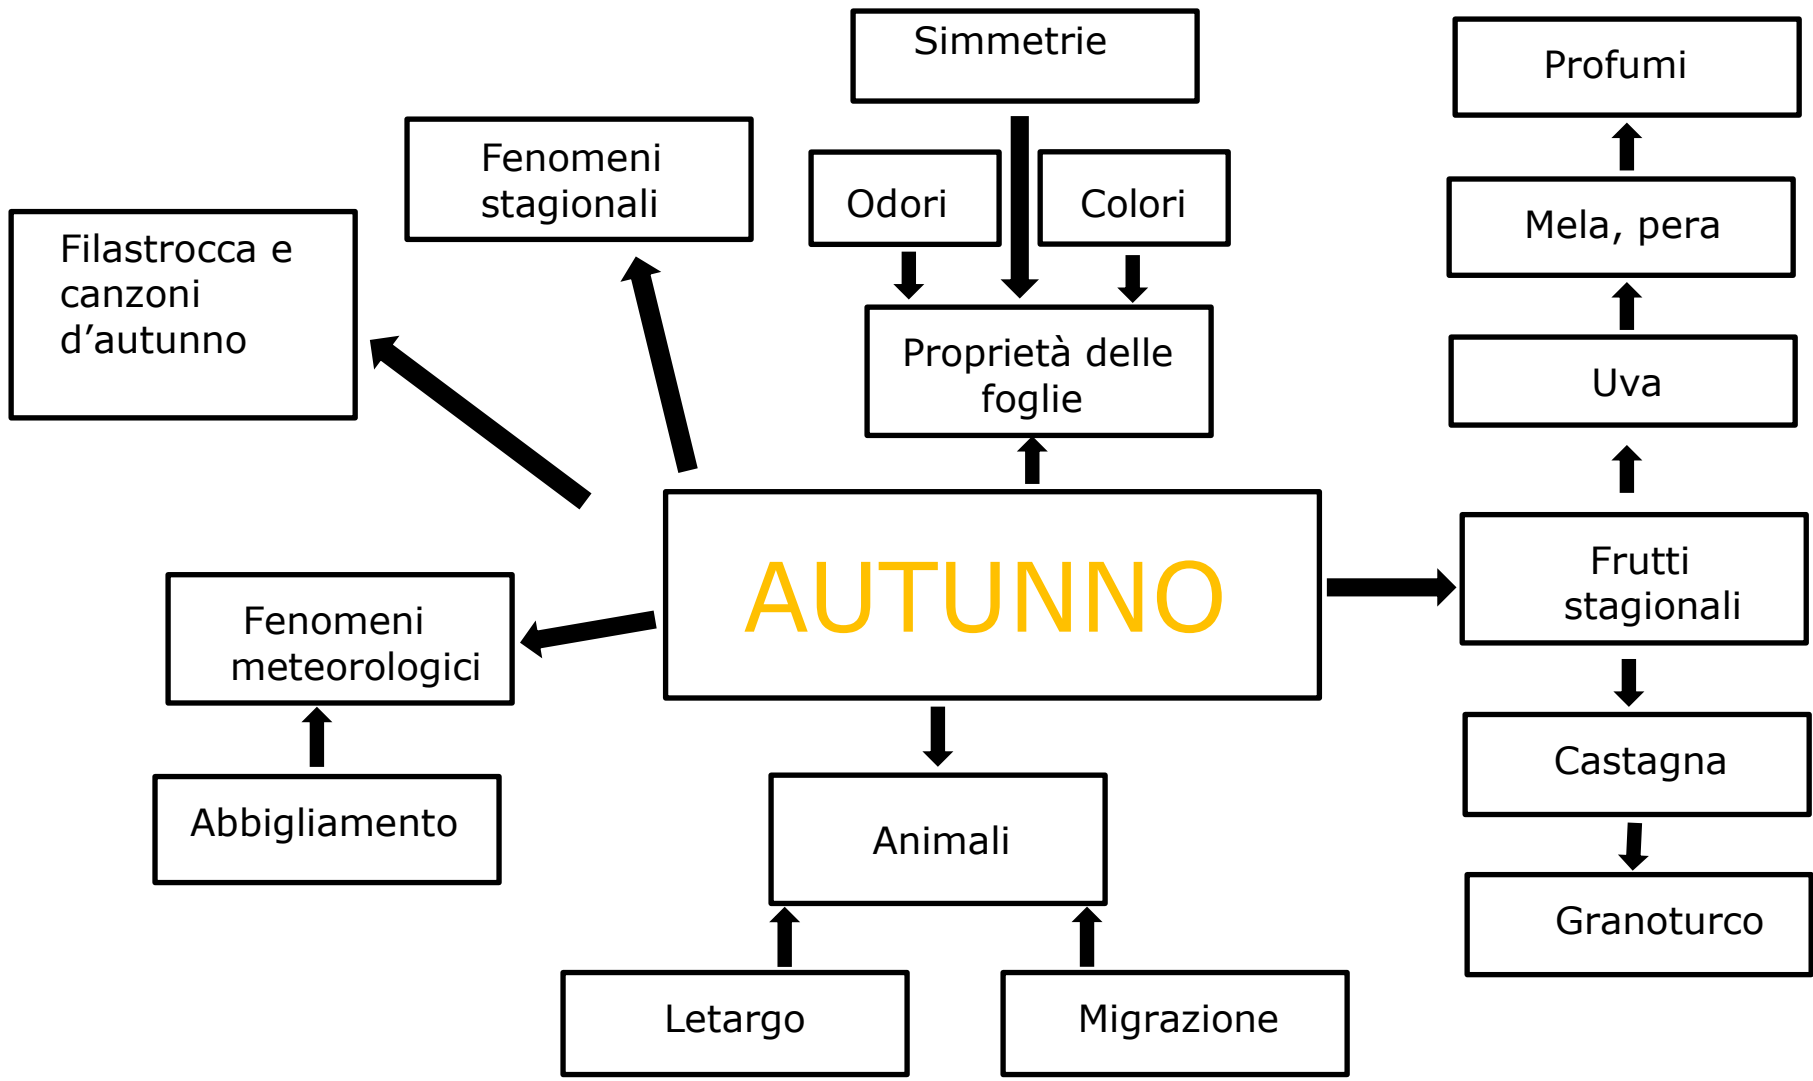 Simmetrie
Profumi
Fenomeni
stagionali
Odori
Colori
Mela, pera
Filastrocca e
canzoni
d’autunno
Proprietà delle
foglie
Uva
AUTUNNO
Frutti
stagionali
Fenomeni
meteorologici
Castagna
Abbigliamento
Animali
Granoturco
Letargo
Migrazione